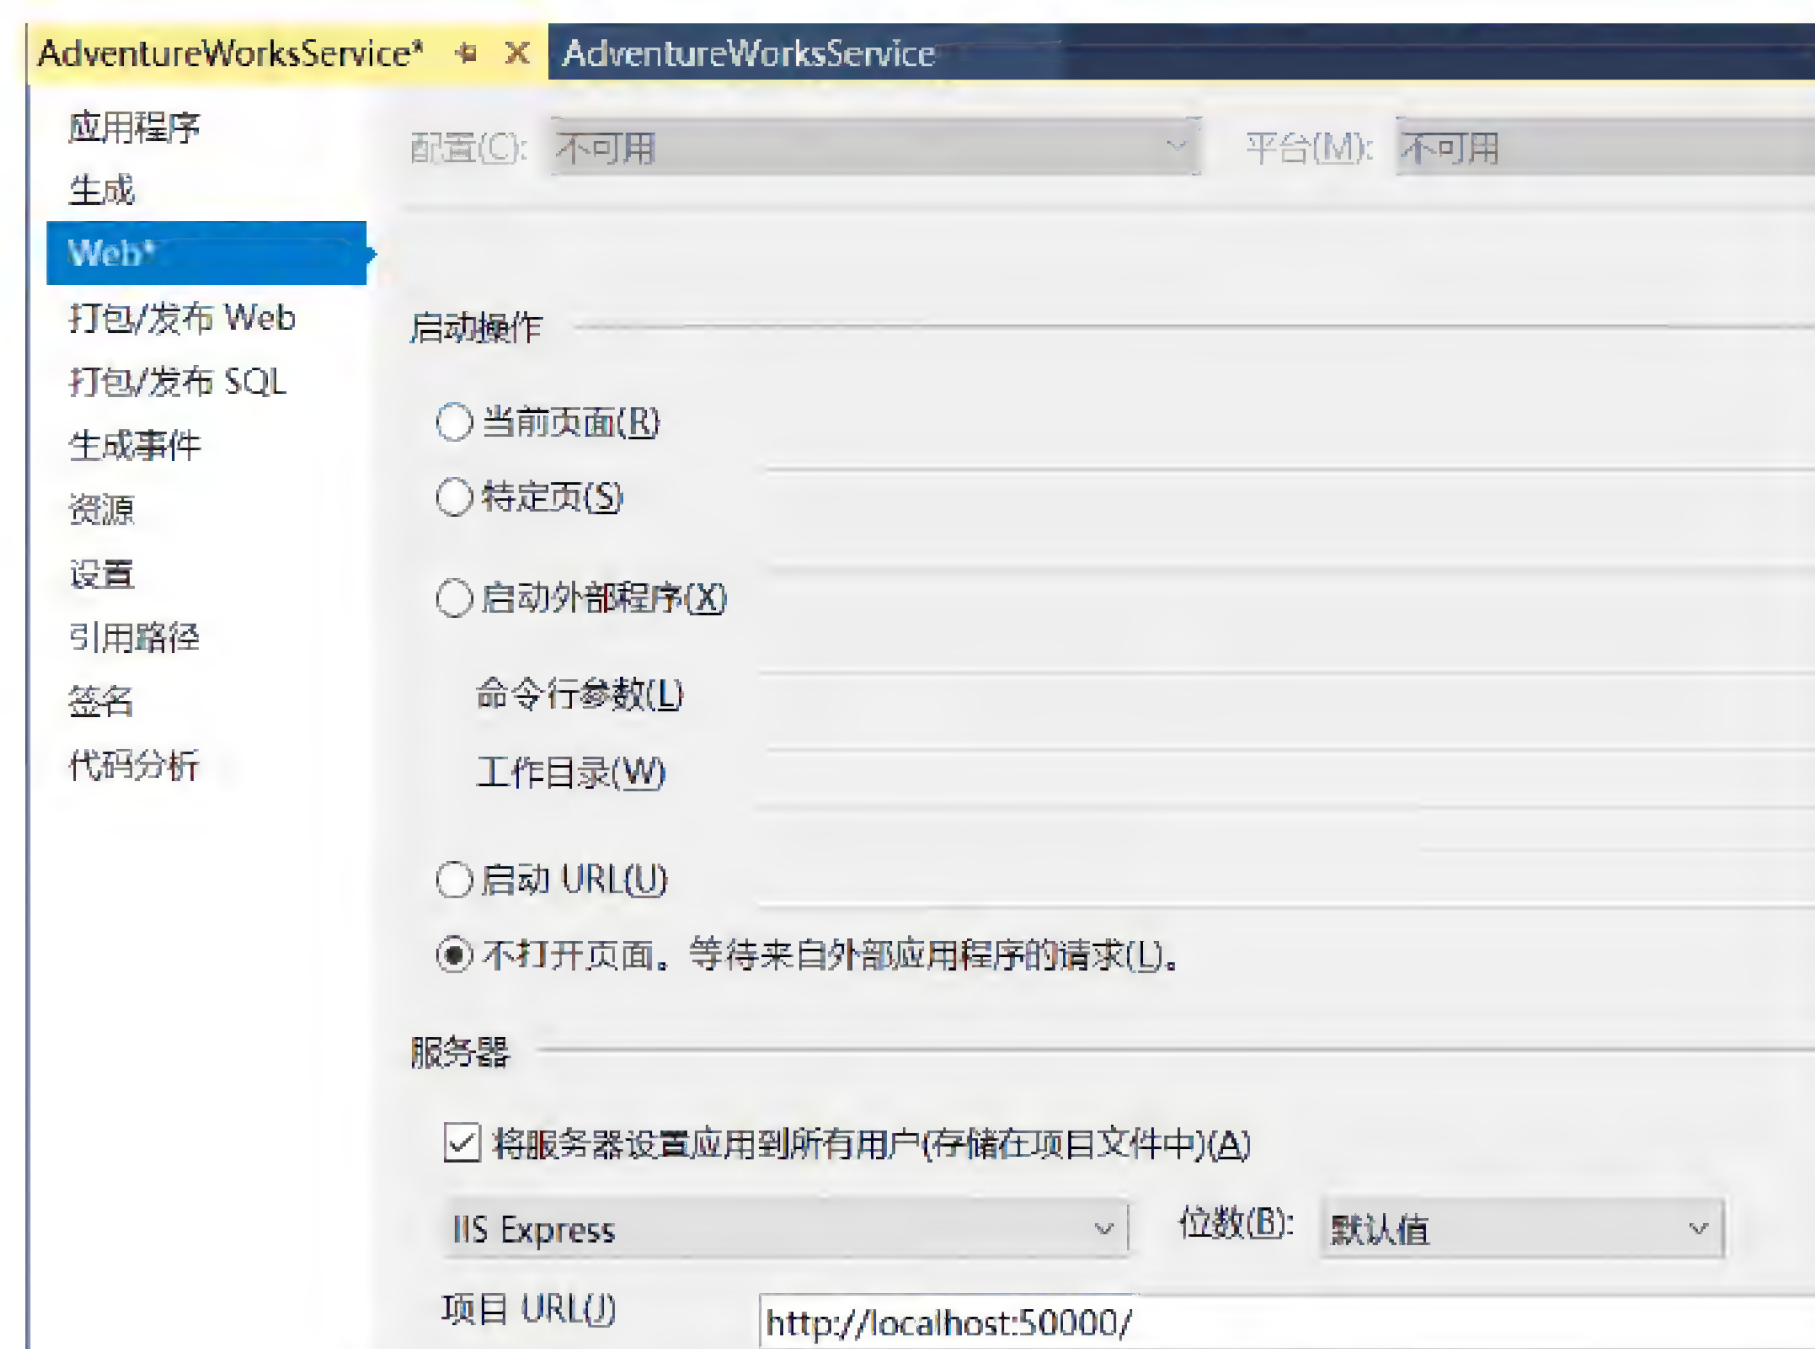 AdventureWorksService* AdventureWorksService
应用程序
生成
Web*
打包/发布 Web
打包/发布 SQL
生成事件
资源
设置
引用路径
签名
代码分析
配置(C): 不可用 平台(M): 不可用
启动操作
当前页面(R)
特定页(S)
启动外部程序(X)
命令行参数(L)
工作目录(W)
启动 URL(U)
不打开页面。等待来自外部应用程序的请求(L)。
服务器
将服务器设置应用到所有用户(存储在项目文件中)(A)
IIS Express 位数(B): 默认值
项目 URL(J) http://localhost:50000/